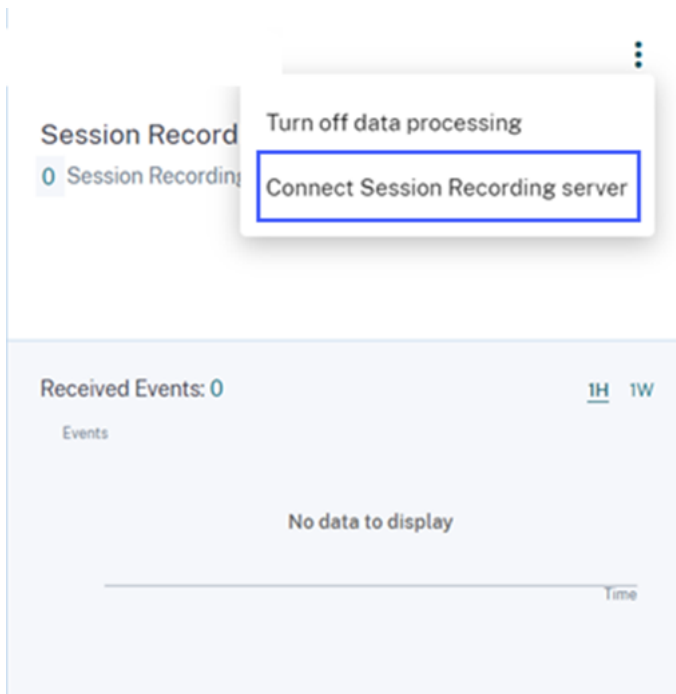 Session Record
0 Session Recording
Turn off data processing
Connect Session Recording server
Received Events: 0
1H 1W
Events
No data to display
Time